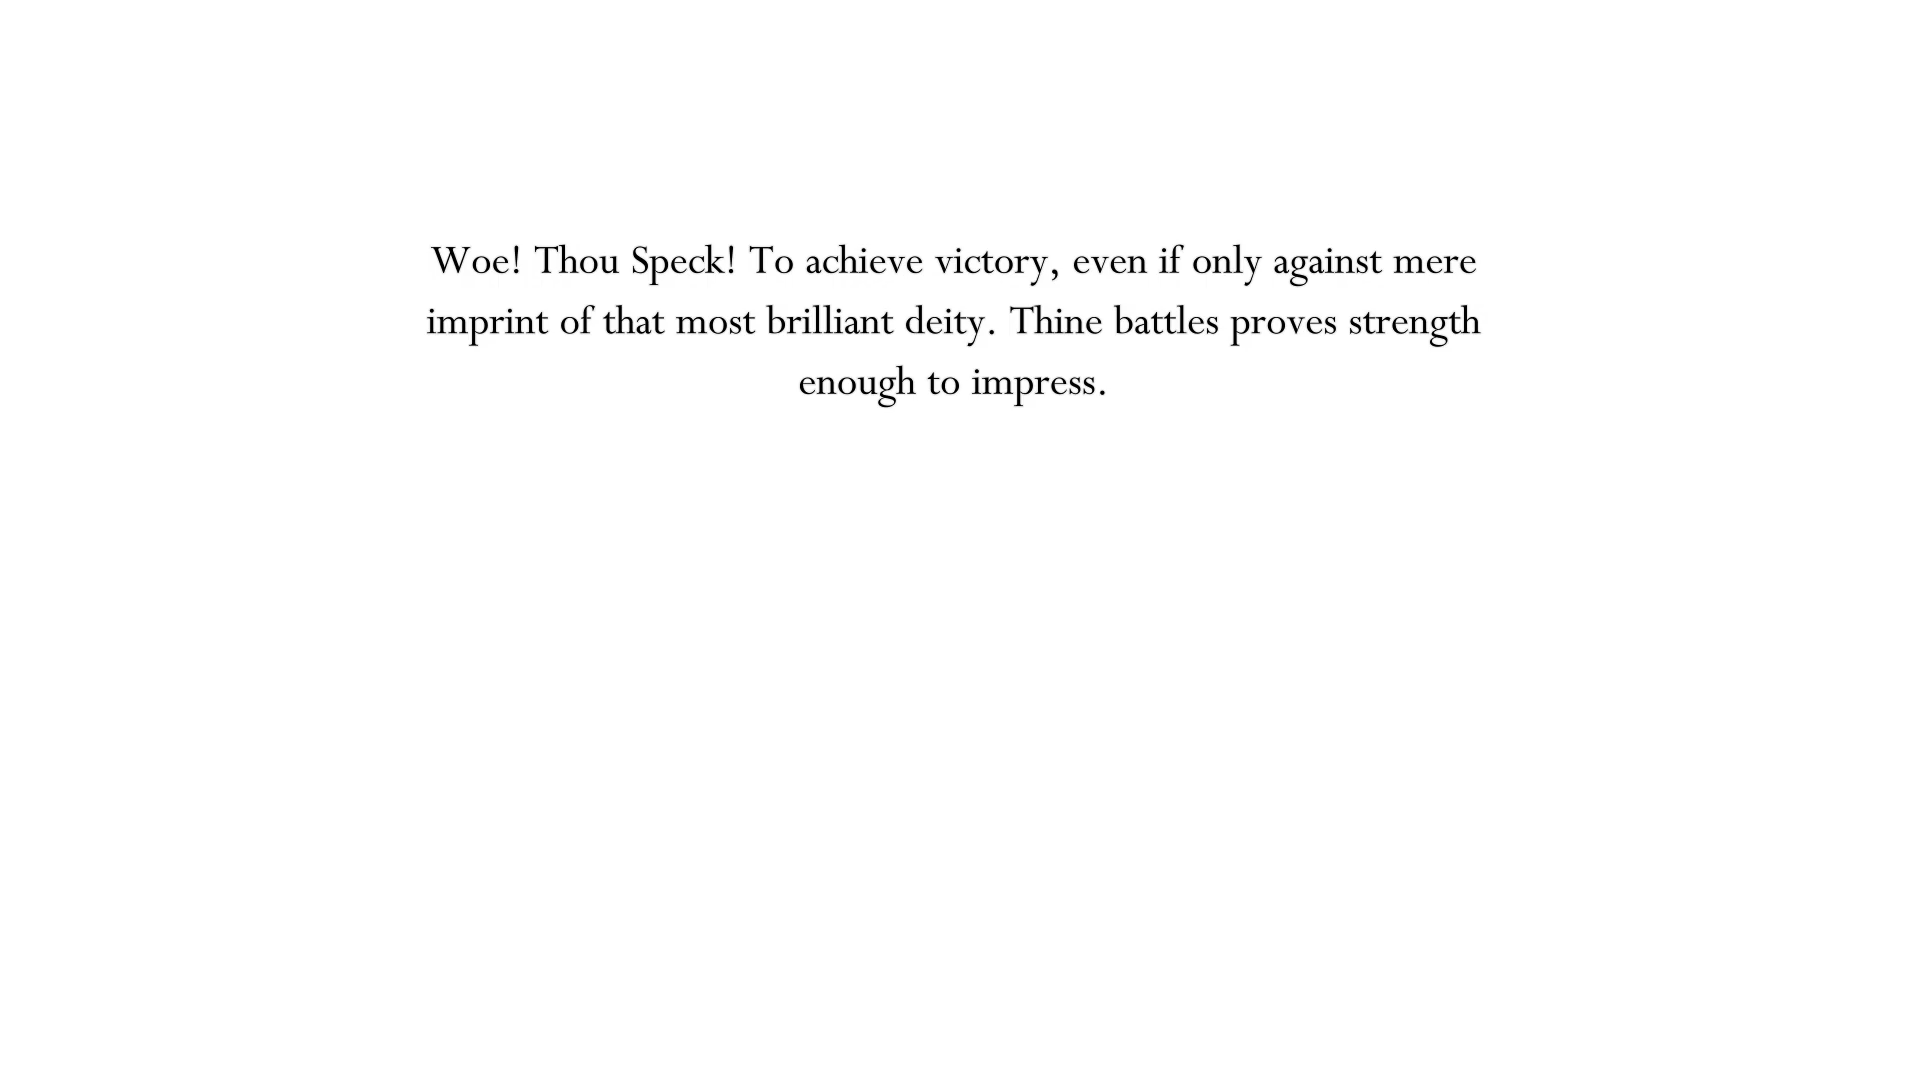 Woe! Thou Speck! To achieve victory, even if only against mere
imprint of that most brilliant deity. Thine battles proves strength
enough to impress.